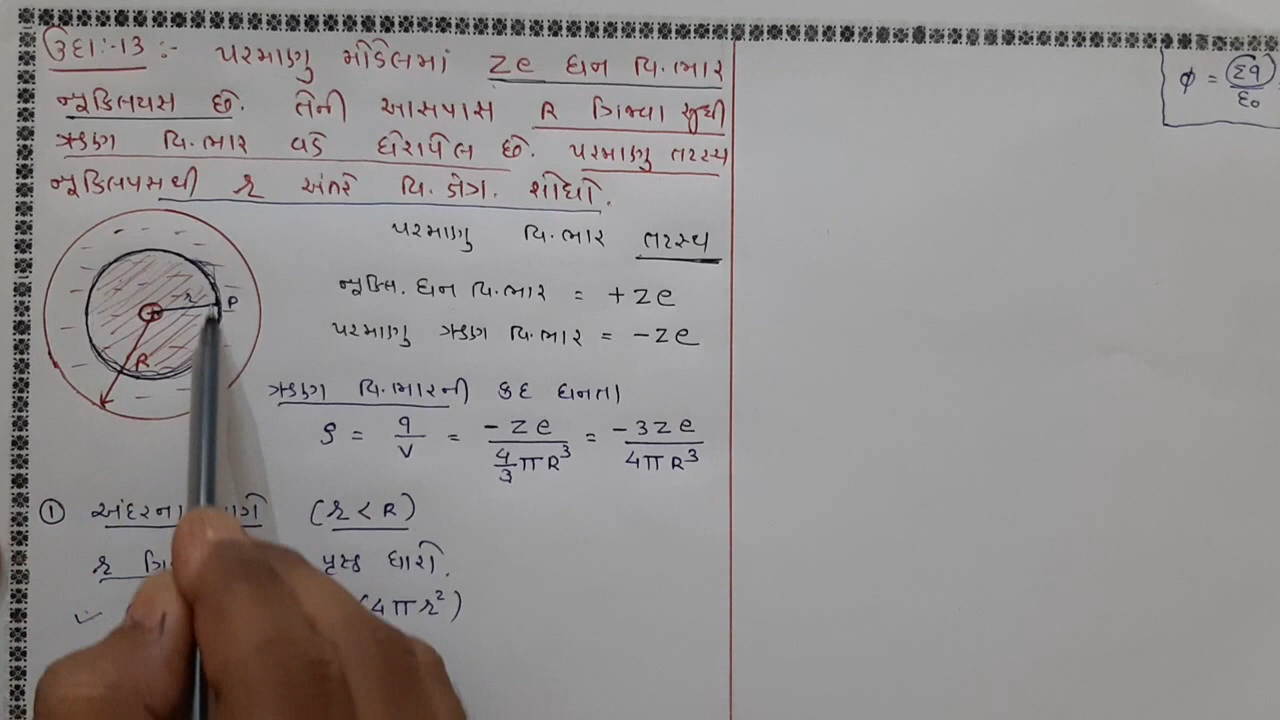 ઉદા:-13 :- પરમાણુ મોડેલમાં ze ધન વિ.ભાર
ન્યૂક્લિયસ છે. તેની આસપાસ R ત્રિજ્યા સુધી
ઋણ વિ.ભાર વડે ઘેરાયેલ છે. પરમાણુ તટસ્થ
ન્યૂક્લિયસથી r અંતરે વિ.ક્ષેત્ર. શોધો.
પરમાણુ વિ.ભાર તટસ્થ
ન્યૂક્લિ. ધન વિ.ભાર = +ze
પરમાણુ ઋણ વિ.ભાર = -ze
r P
+
R
ઋણ વિ.ભારની કદ ઘનતા
ρ = q/V = -ze / (4/3 πR³) = -3ze / 4πR³
① અંદરના (r < R)
r પૃષ્ઠ ધારો.
(4πr²)
ϕ = Σq/ε₀